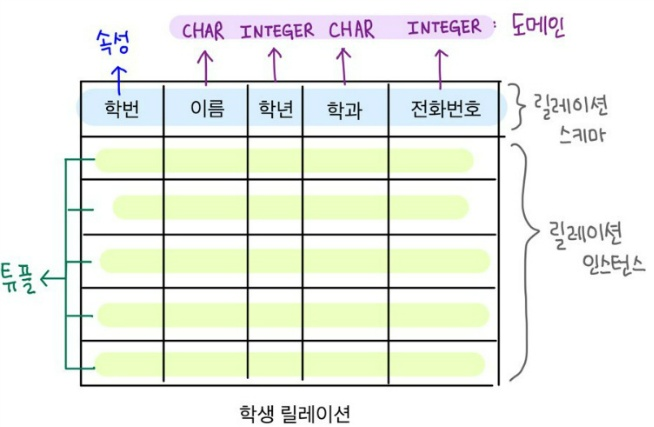 속성
CHAR INTEGER CHAR INTEGER : 도메인
학번 이름 학년 학과 전화번호
릴레이션
스키마
튜플
릴레이션
인스턴스
학생 릴레이션